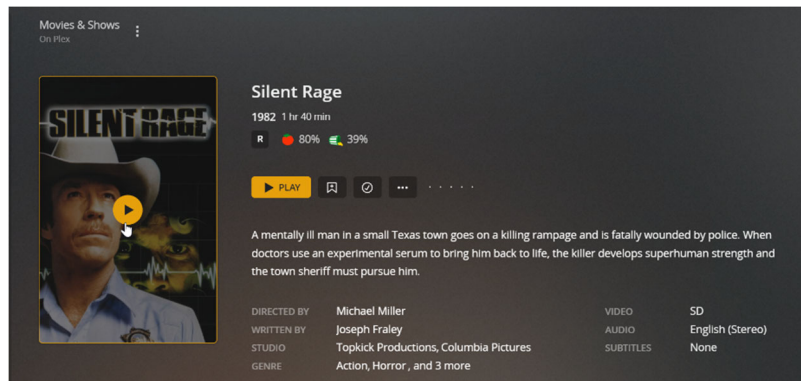 Movies & Shows
On Plex
SILENT RAGE
Silent Rage
1982 1 hr 40 min
R 80% 39%
PLAY
A mentally ill man in a small Texas town goes on a killing rampage and is fatally wounded by police. When
doctors use an experimental serum to bring him back to life, the killer develops superhuman strength and
the town sheriff must pursue him.
DIRECTED BY Michael Miller VIDEO SD
WRITTEN BY Joseph Fraley AUDIO English (Stereo)
STUDIO Topkick Productions, Columbia Pictures SUBTITLES None
GENRE Action, Horror, and 3 more